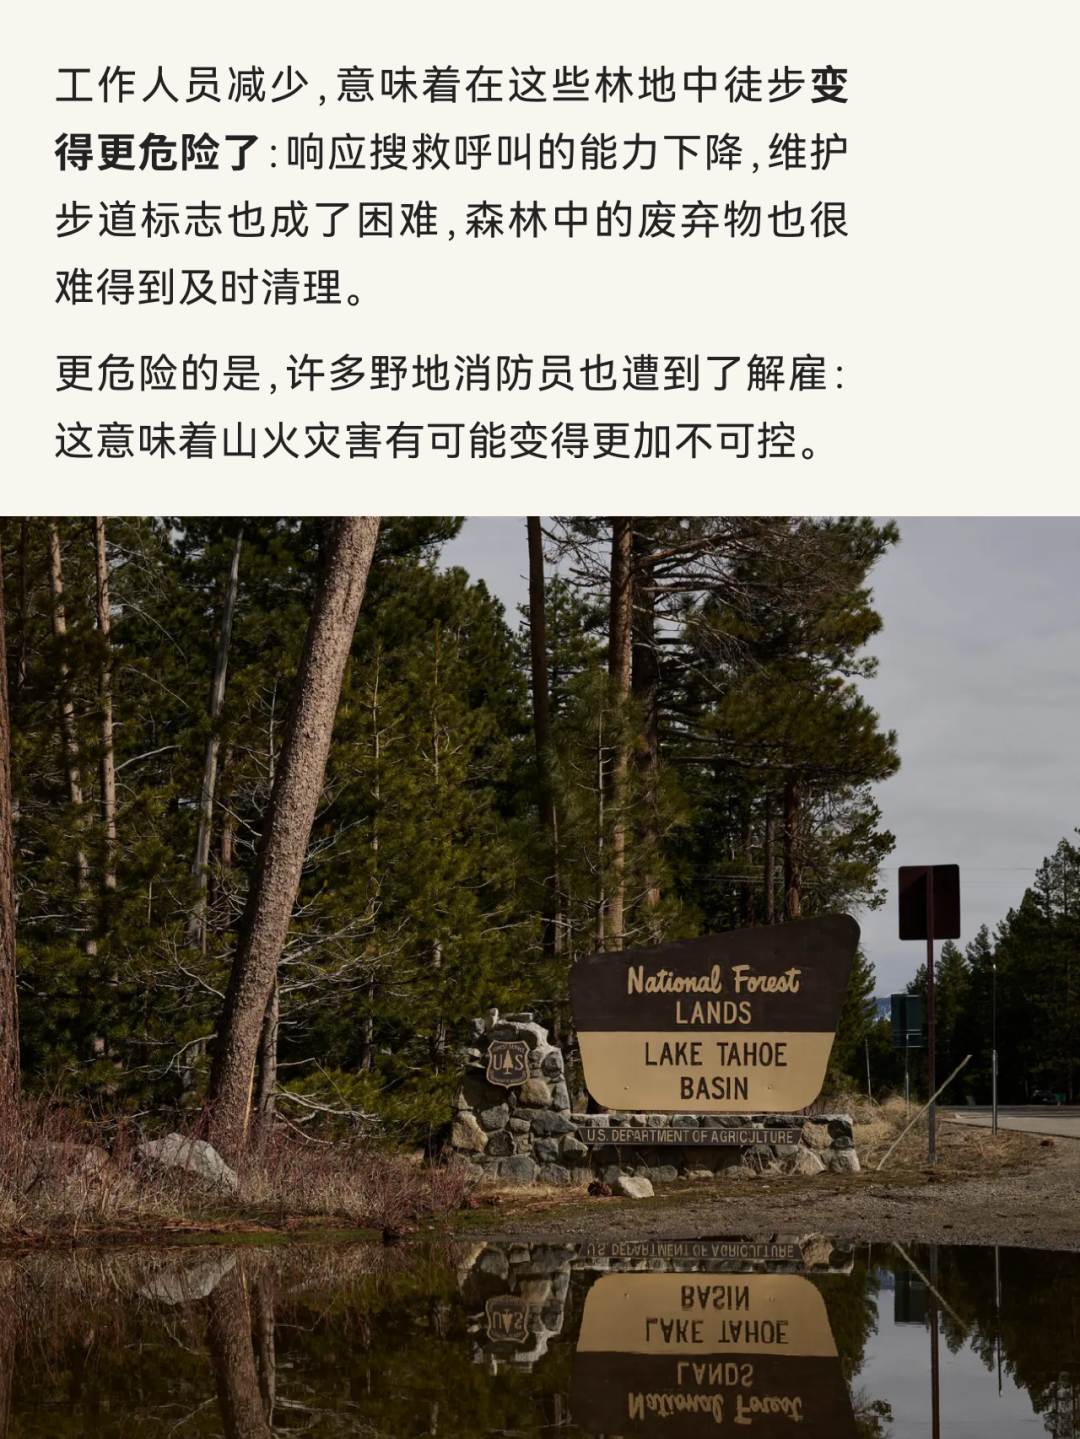 工作人员减少,意味着在这些林地中徒步变
得更危险了:响应搜救呼叫的能力下降,维护
步道标志也成了困难,森林中的废弃物也很
难得到及时清理。
更危险的是,许多野地消防员也遭到了解雇:
这意味着山火灾害有可能变得更加不可控。
National Forest
LANDS
LAKE TAHOE
BASIN
US
U.S. DEPARTMENT OF AGRICULTURE